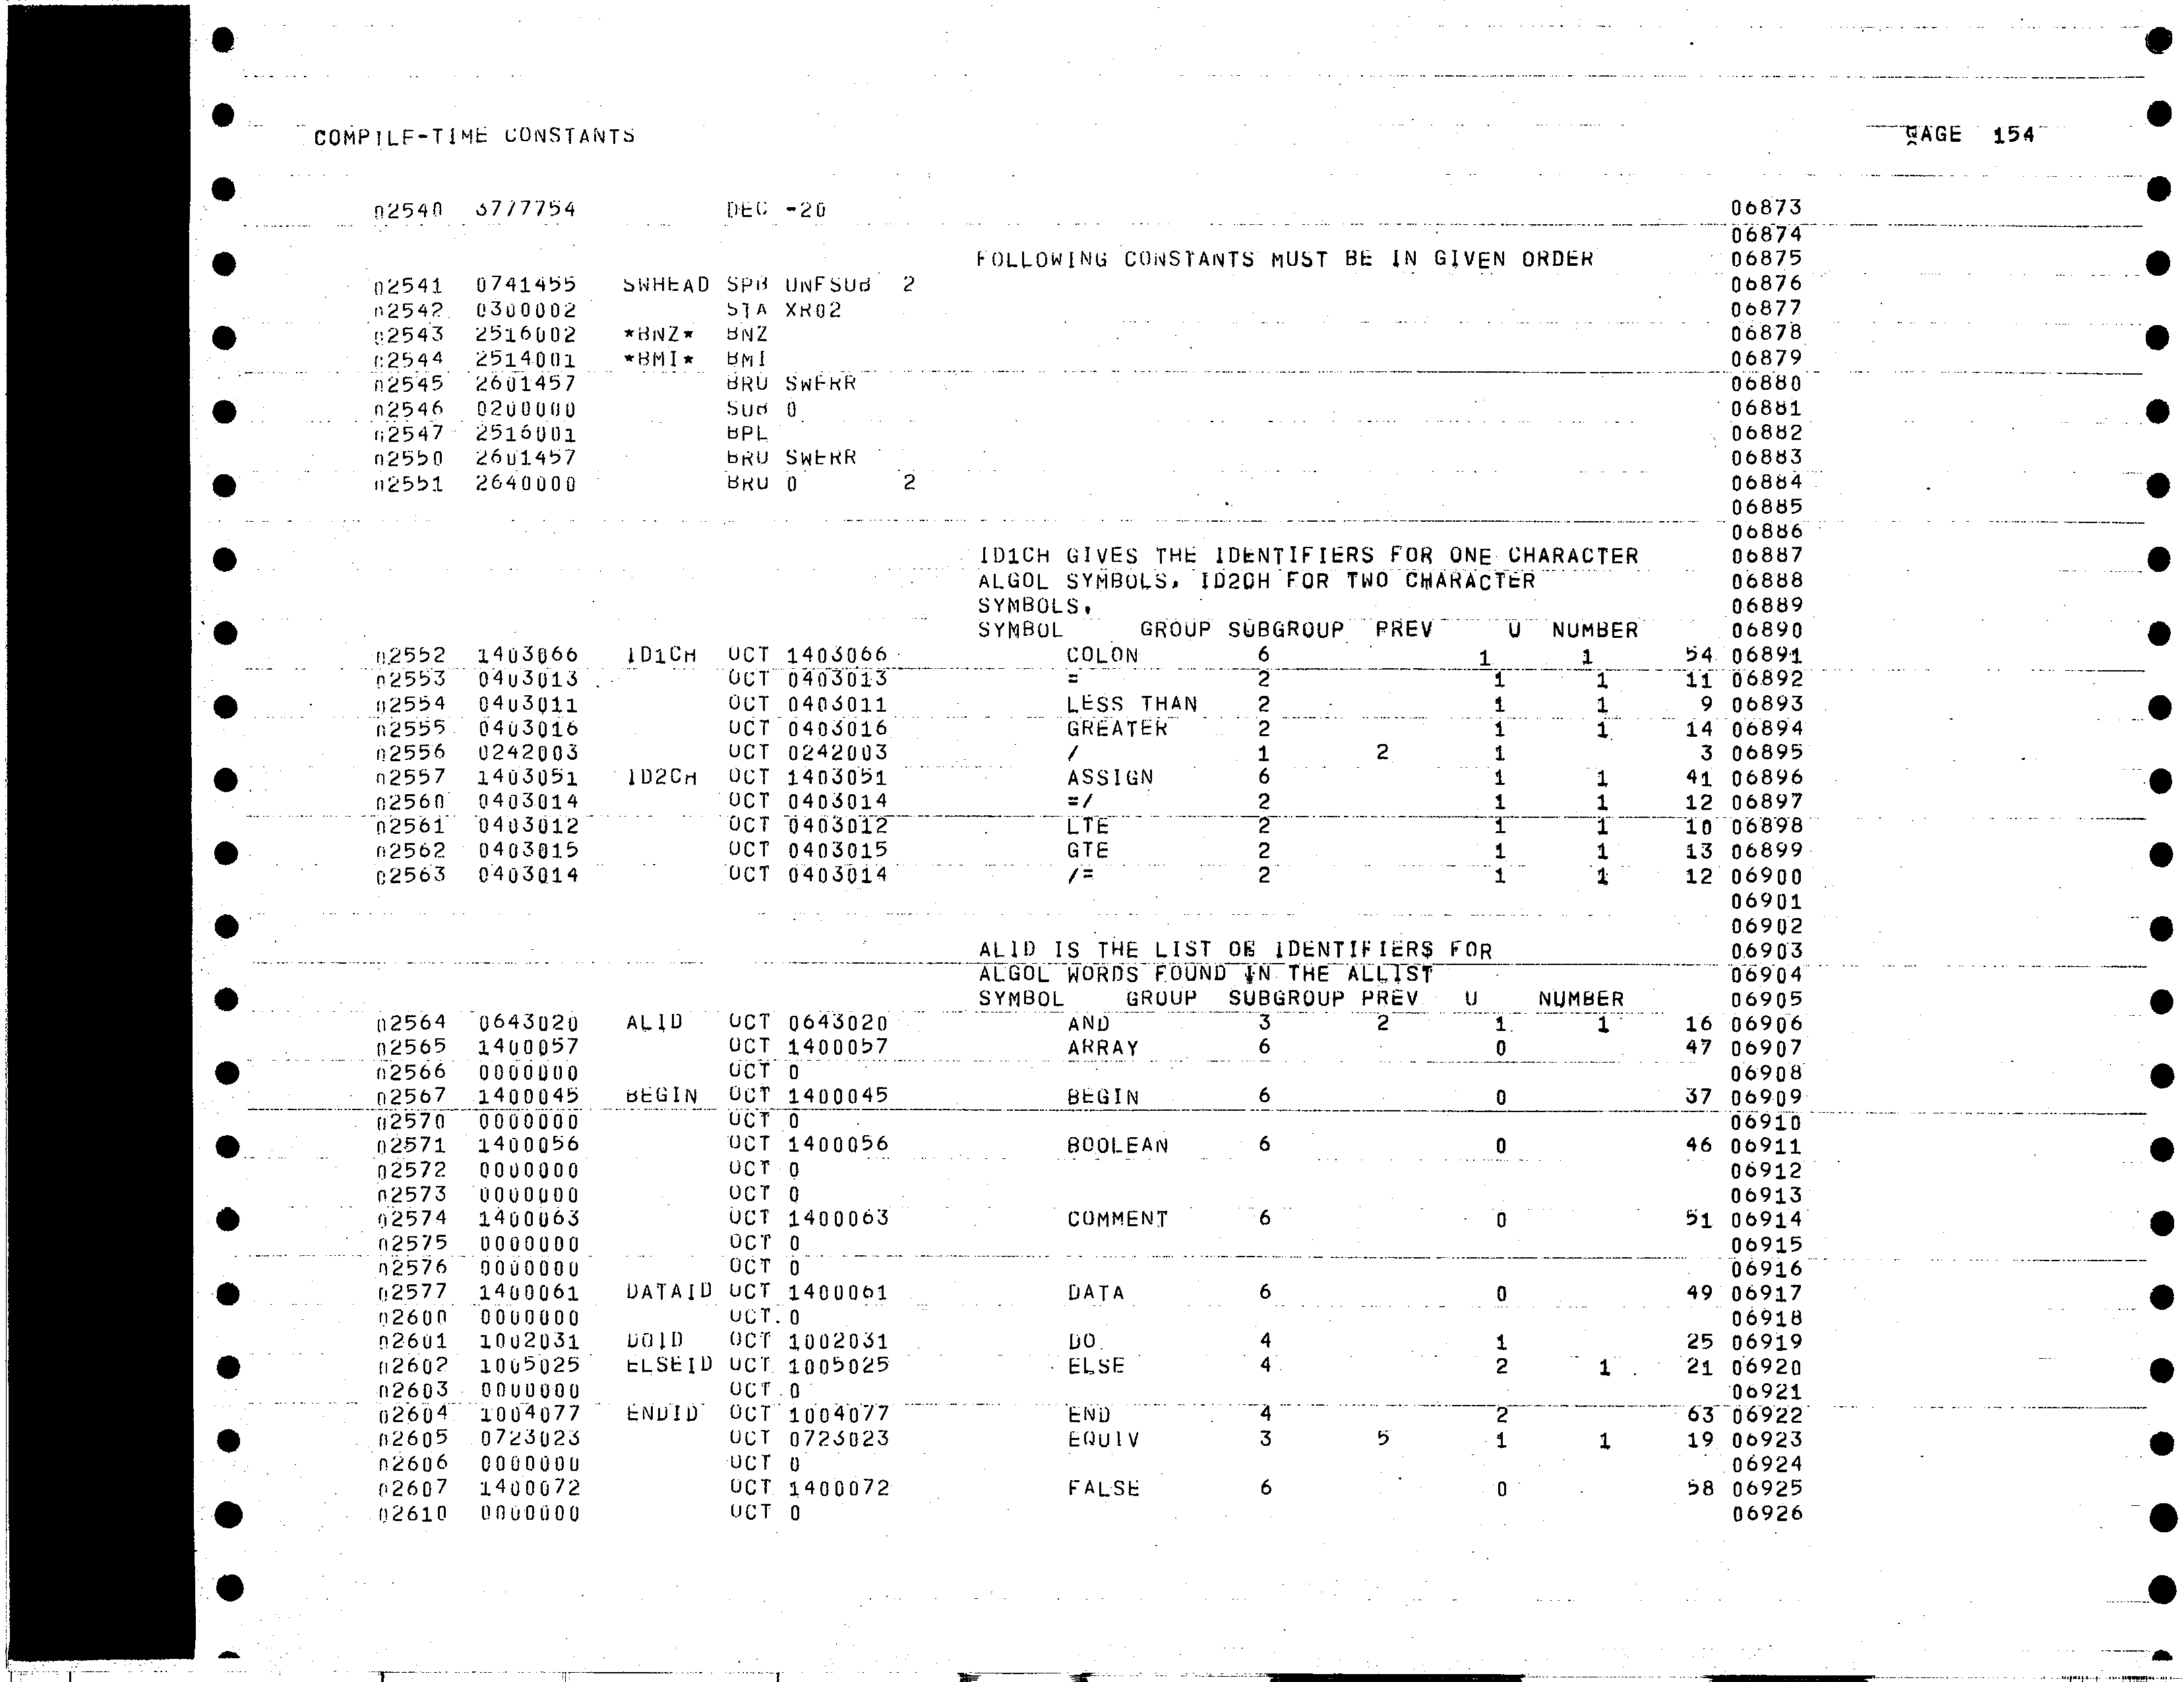 COMPILE-TIME CONSTANTS PAGE 154
02540 3777754 DEC -20 06873
06874
FOLLOWING CONSTANTS MUST BE IN GIVEN ORDER 06875
02541 0741455 SWHEAD SPB UNFSUB 2 06876
02542 0300002 STA XR02 06877
02543 2516002 *BNZ* BNZ 06878
02544 2514001 *BMI* BMI 06879
02545 2601457 BRU SWERR 06880
02546 0200000 SUB 0 06881
02547 2516001 BPL 06882
02550 2601457 BRU SWERR 06883
02551 2640000 BRU 0 2 06884
06885
06886
ID1CH GIVES THE IDENTIFIERS FOR ONE CHARACTER 06887
ALGOL SYMBOLS, ID2CH FOR TWO CHARACTER 06888
SYMBOLS. 06889
SYMBOL GROUP SUBGROUP PREV U NUMBER 06890
02552 1403066 ID1CH OCT 1403066 COLON 6 1 1 54 06891
02553 0403013 OCT 0403013 = 2 1 1 11 06892
02554 0403011 OCT 0403011 LESS THAN 2 1 1 9 06893
02555 0403016 OCT 0403016 GREATER 2 1 1 14 06894
02556 0242003 OCT 0242003 / 1 2 1 3 06895
02557 1403051 ID2CH OCT 1403051 ASSIGN 6 1 1 41 06896
02560 0403014 OCT 0403014 =/ 2 1 1 12 06897
02561 0403012 OCT 0403012 LTE 2 1 1 10 06898
02562 0403015 OCT 0403015 GTE 2 1 1 13 06899
02563 0403014 OCT 0403014 /= 2 1 1 12 06900
06901
06902
ALID IS THE LIST OF IDENTIFIERS FOR 06903
ALGOL WORDS FOUND IN THE ALLIST 06904
SYMBOL GROUP SUBGROUP PREV U NUMBER 06905
02564 0643020 ALID OCT 0643020 AND 3 2 1 1 16 06906
02565 1400057 OCT 1400057 ARRAY 6 0 47 06907
02566 0000000 OCT 0 06908
02567 1400045 BEGIN OCT 1400045 BEGIN 6 0 37 06909
02570 0000000 OCT 0 06910
02571 1400056 OCT 1400056 BOOLEAN 6 0 46 06911
02572 0000000 OCT 0 06912
02573 0000000 OCT 0 06913
02574 1400063 OCT 1400063 COMMENT 6 0 51 06914
02575 0000000 OCT 0 06915
02576 0000000 OCT 0 06916
02577 1400061 DATAID OCT 1400061 DATA 6 0 49 06917
02600 0000000 OCT 0 06918
02601 1002031 DOID OCT 1002031 DO 4 1 25 06919
02602 1005025 ELSEID OCT 1005025 ELSE 4 2 1 21 06920
02603 0000000 OCT 0 06921
02604 1004077 ENDID OCT 1004077 END 4 2 63 06922
02605 0723023 OCT 0723023 EQUIV 3 5 1 1 19 06923
02606 0000000 OCT 0 06924
02607 1400072 OCT 1400072 FALSE 6 0 58 06925
02610 0000000 OCT 0 06926